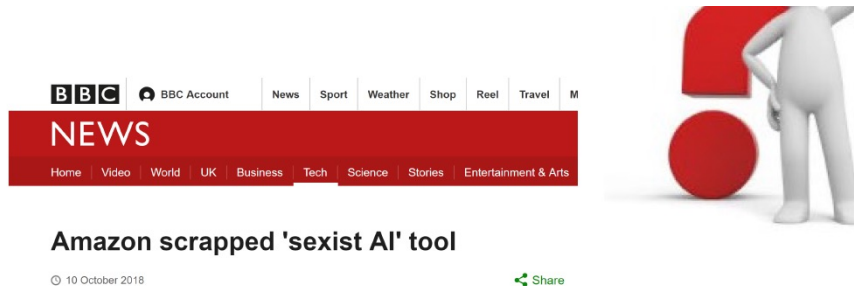 BBC BBC Account News Sport Weather Shop Reel Travel M
NEWS
Home Video World UK Business Tech Science Stories Entertainment & Arts
Amazon scrapped 'sexist AI' tool
10 October 2018 Share